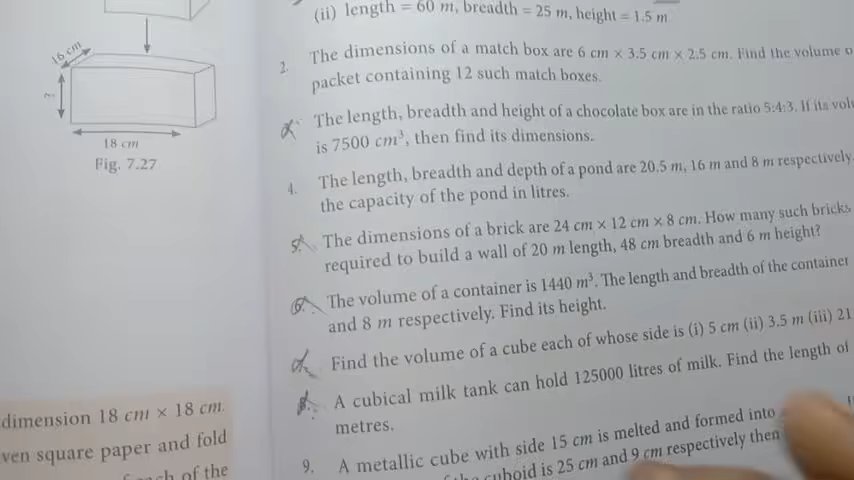 16 cm
?
18 cm
Fig. 7.27
dimension 18 cm × 18 cm.
ven square paper and fold
of the
(ii) length = 60 m, breadth = 25 m, height = 1.5 m
2. The dimensions of a match box are 6 cm × 3.5 cm × 2.5 cm. Find the volume o
packet containing 12 such match boxes.
The length, breadth and height of a chocolate box are in the ratio 5:4:3. If its volu
is 7500 cm³, then find its dimensions.
4. The length, breadth and depth of a pond are 20.5 m, 16 m and 8 m respectively.
the capacity of the pond in litres.
5. The dimensions of a brick are 24 cm × 12 cm × 8 cm. How many such bricks
required to build a wall of 20 m length, 48 cm breadth and 6 m height?
6. The volume of a container is 1440 m³. The length and breadth of the container
and 8 m respectively. Find its height.
Find the volume of a cube each of whose side is (i) 5 cm (ii) 3.5 m (iii) 21
8. A cubical milk tank can hold 125000 litres of milk. Find the length of
metres.
9. A metallic cube with side 15 cm is melted and formed into
cuboid is 25 cm and 9 cm respectively then